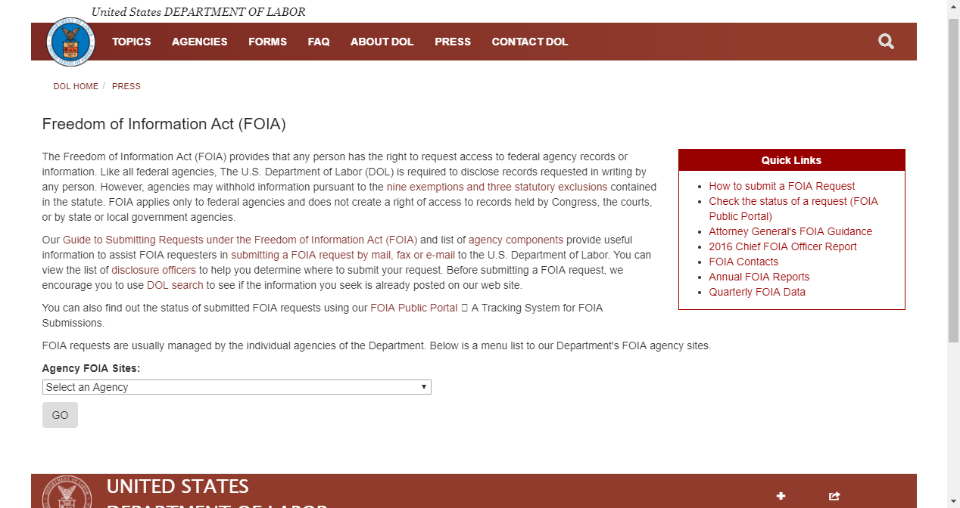 United States DEPARTMENT OF LABOR
TOPICS AGENCIES FORMS FAQ ABOUT DOL PRESS CONTACT DOL
DOL HOME / PRESS
Freedom of Information Act (FOIA)
The Freedom of Information Act (FOIA) provides that any person has the right to request access to federal agency records or
information. Like all federal agencies, The U.S. Department of Labor (DOL) is required to disclose records requested in writing by
any person. However, agencies may withhold information pursuant to the nine exemptions and three statutory exclusions contained
in the statute. FOIA applies only to federal agencies and does not create a right of access to records held by Congress, the courts,
or by state or local government agencies.
Our Guide to Submitting Requests under the Freedom of Information Act (FOIA) and list of agency components provide useful
information to assist FOIA requesters in submitting a FOIA request by mail, fax or e-mail to the U.S. Department of Labor. You can
view the list of disclosure officers to help you determine where to submit your request. Before submitting a FOIA request, we
encourage you to use DOL search to see if the information you seek is already posted on our web site.
You can also find out the status of submitted FOIA requests using our FOIA Public Portal A Tracking System for FOIA
Submissions.
FOIA requests are usually managed by the individual agencies of the Department. Below is a menu list to our Department's FOIA agency sites.
Agency FOIA Sites:
Select an Agency
GO
Quick Links
How to submit a FOIA Request
Check the status of a request (FOIA
Public Portal)
Attorney General's FOIA Guidance
2016 Chief FOIA Officer Report
FOIA Contacts
Annual FOIA Reports
Quarterly FOIA Data
UNITED STATES
DEPARTMENT OF LABOR